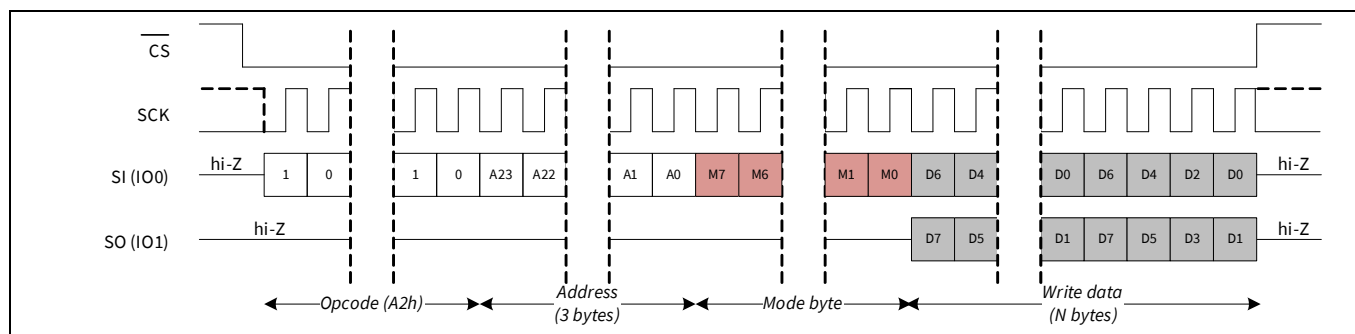 CS
SCK
hi-Z
SI (IO0) 1 0 1 0 A23 A22 A1 A0 M7 M6 M1 M0 D6 D4 D0 D6 D4 D2 D0 hi-Z
hi-Z
SO (IO1) D7 D5 D1 D7 D5 D3 D1 hi-Z
Opcode (A2h) Address Mode byte Write data
(3 bytes) (N bytes)